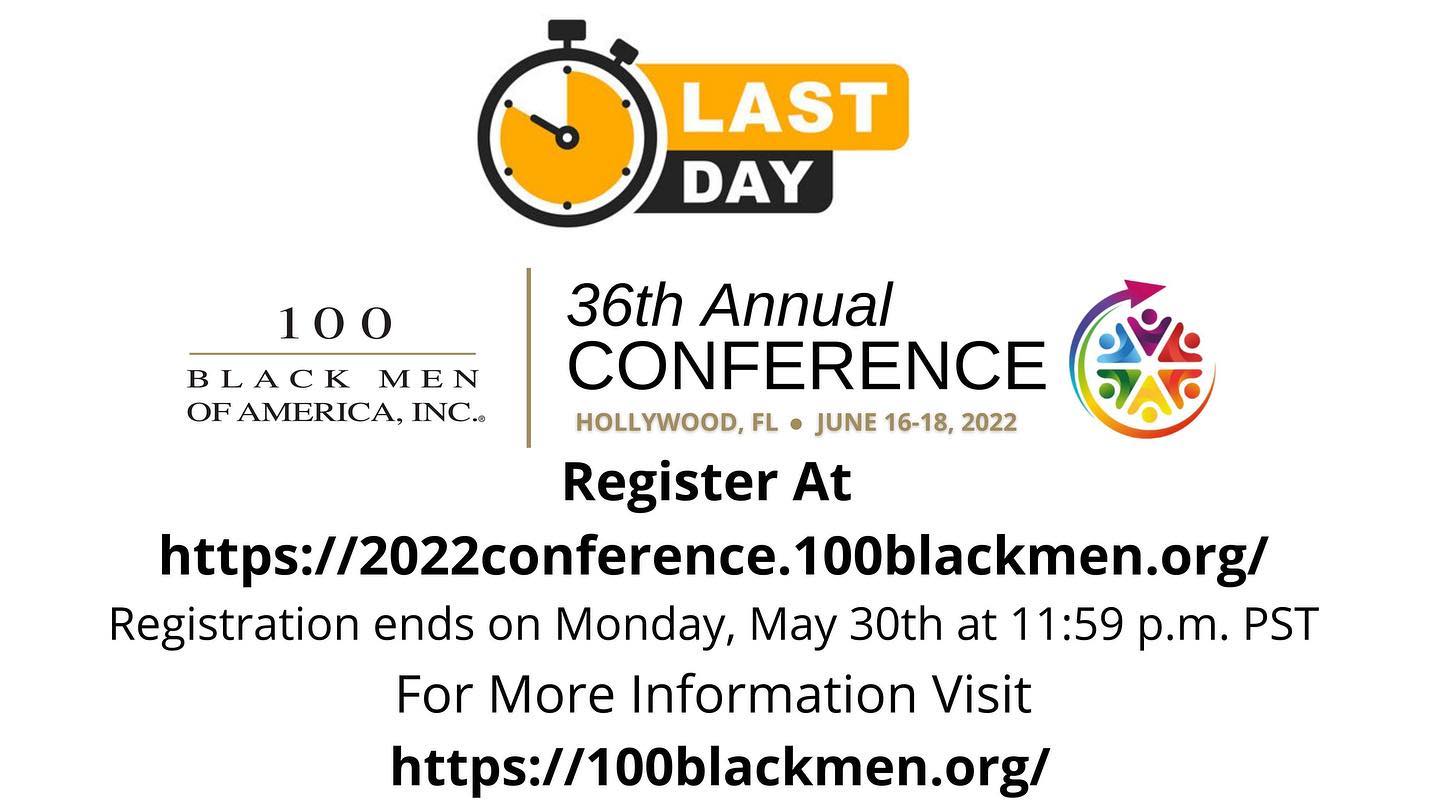 LAST
DAY
100
BLACK MEN
OF AMERICA, INC.®
36th Annual
CONFERENCE
HOLLYWOOD, FL ● JUNE 16-18, 2022
Register At
https://2022conference.100blackmen.org/
Registration ends on Monday, May 30th at 11:59 p.m. PST
For More Information Visit
https://100blackmen.org/